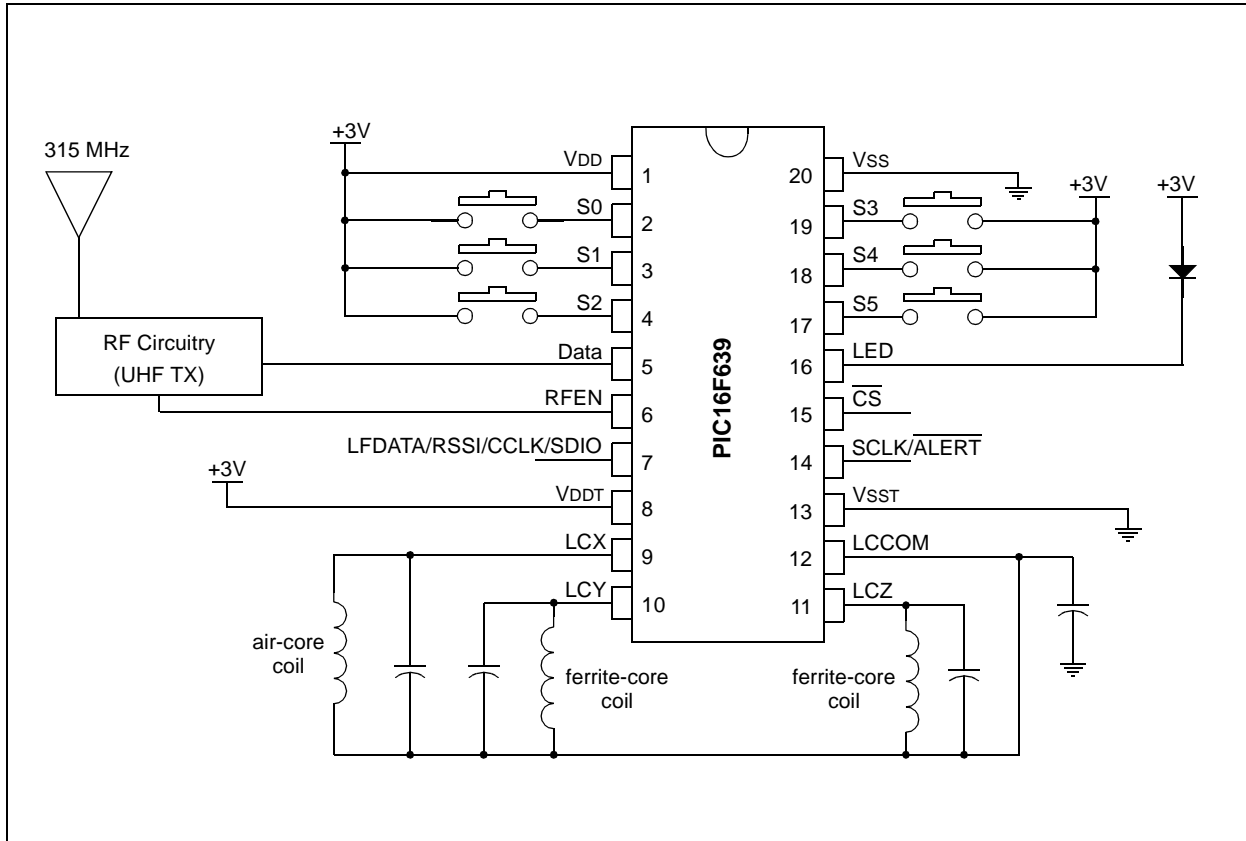 315 MHz
RF Circuitry
(UHF TX)
+3V
VDD
S0
S1
S2
Data
RFEN
LFDATA/RSSI/CCLK/SDIO
+3V
VDDT
LCX
LCY
air-core
coil
ferrite-core
coil
1
2
3
4
5
6
7
8
9
10
PIC16F639
20
19
18
17
16
15
14
13
12
11
VSS
S3
S4
S5
LED
C̅S̅
SCLK/A̅L̅E̅R̅T̅
VSST
LCCOM
LCZ
+3V
+3V
ferrite-core
coil